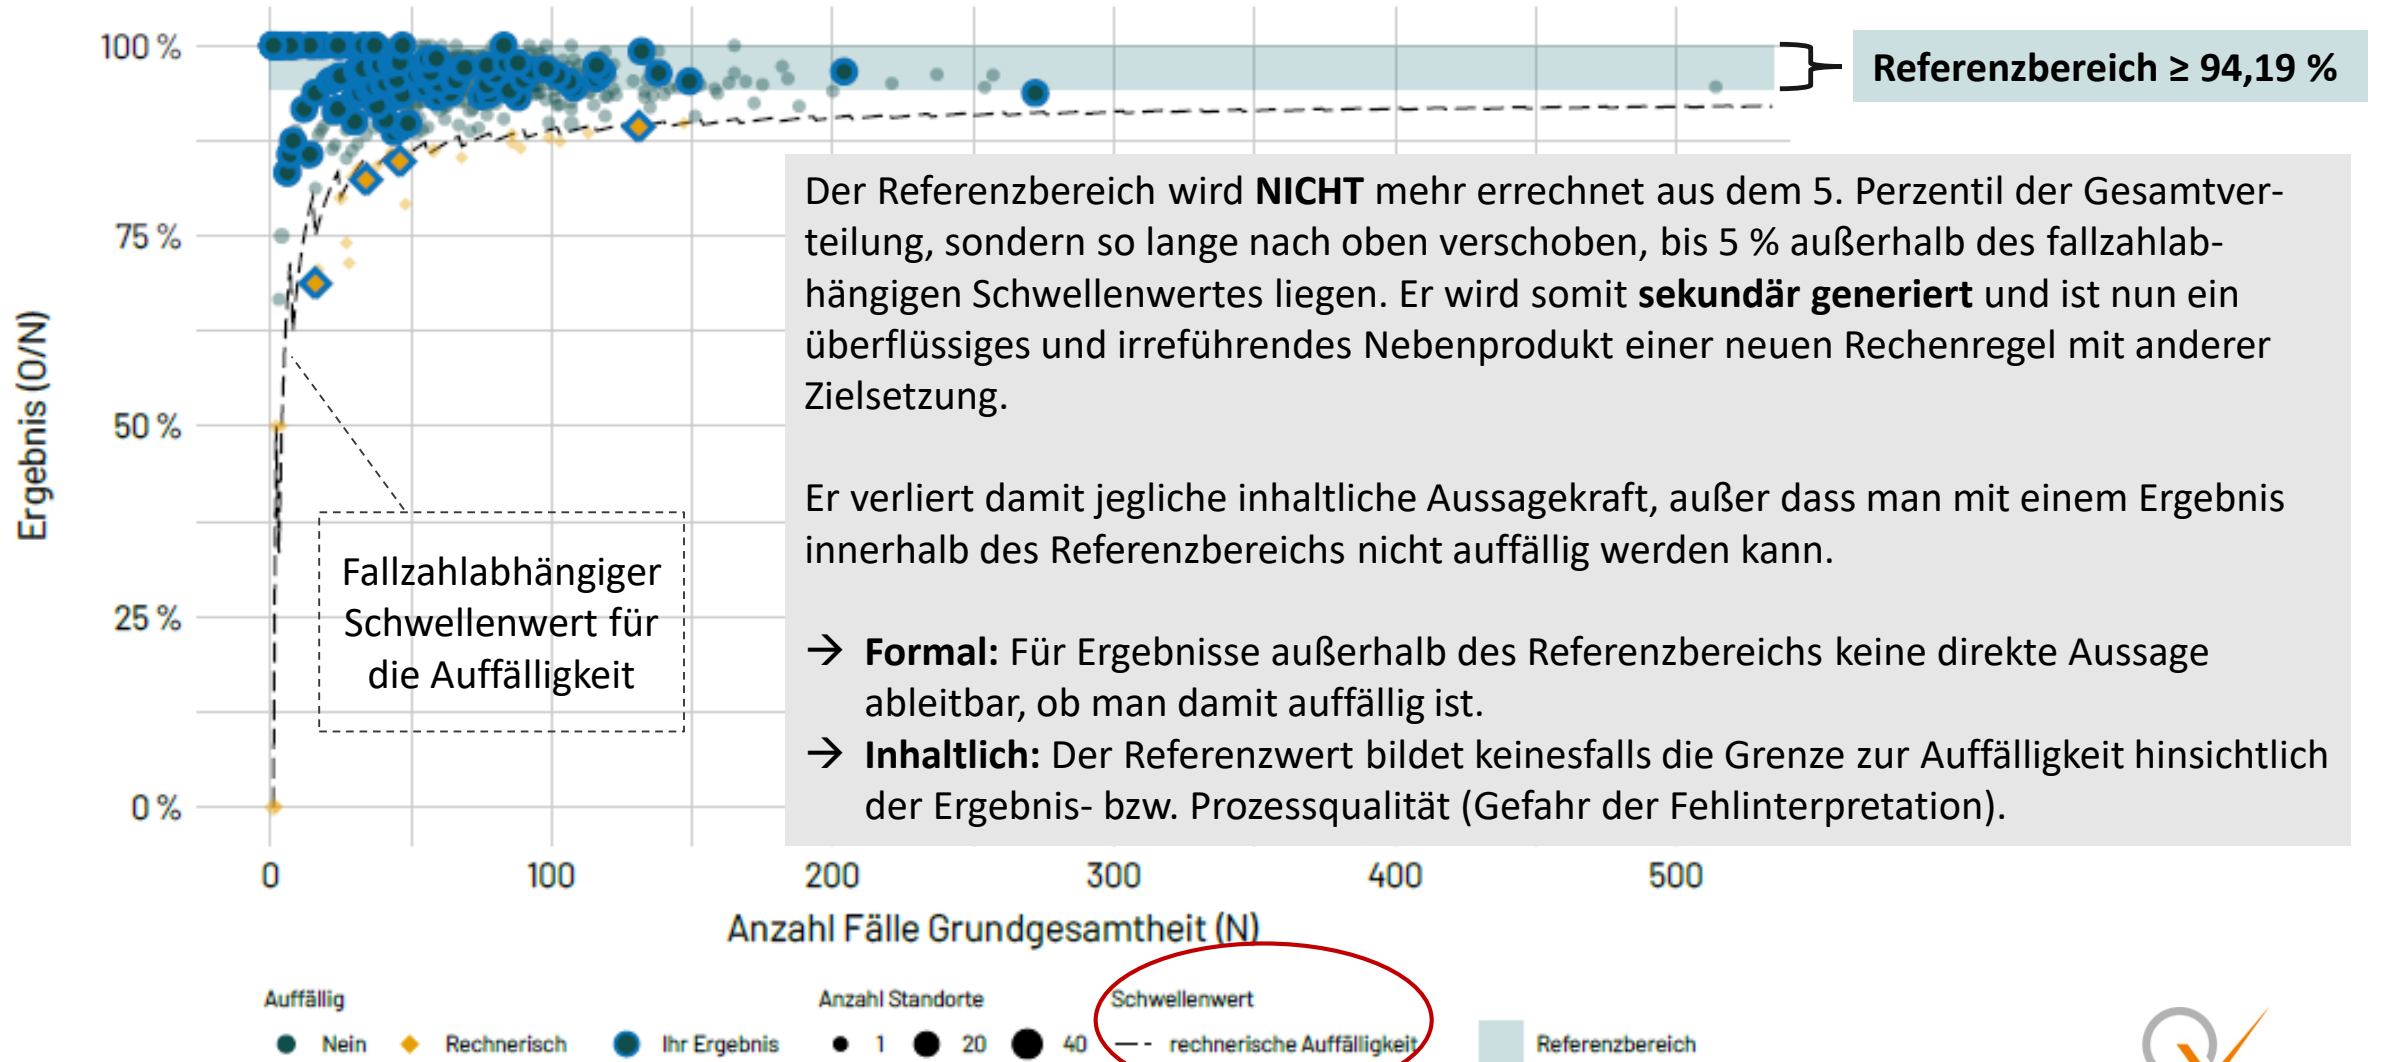 100 %
75 %
50 %
25 %
0 %
Ergebnis (O/N)
Referenzbereich ≥ 94,19 %
Der Referenzbereich wird NICHT mehr errechnet aus dem 5. Perzentil der Gesamtver-
teilung, sondern so lange nach oben verschoben, bis 5 % außerhalb des fallzahlab-
hängigen Schwellenwertes liegen. Er wird somit sekundär generiert und ist nun ein
überflüssiges und irreführendes Nebenprodukt einer neuen Rechenregel mit anderer
Zielsetzung.
Er verliert damit jegliche inhaltliche Aussagekraft, außer dass man mit einem Ergebnis
innerhalb des Referenzbereichs nicht auffällig werden kann.
→ Formal: Für Ergebnisse außerhalb des Referenzbereichs keine direkte Aussage
ableitbar, ob man damit auffällig ist.
→ Inhaltlich: Der Referenzwert bildet keinesfalls die Grenze zur Auffälligkeit hinsichtlich
der Ergebnis- bzw. Prozessqualität (Gefahr der Fehlinterpretation).
Fallzahlabhängiger
Schwellenwert für
die Auffälligkeit
0 100 200 300 400 500
Anzahl Fälle Grundgesamtheit (N)
Auffällig Anzahl Standorte Schwellenwert
Nein Rechnerisch Ihr Ergebnis 1 20 40 rechnerische Auffälligkeit Referenzbereich